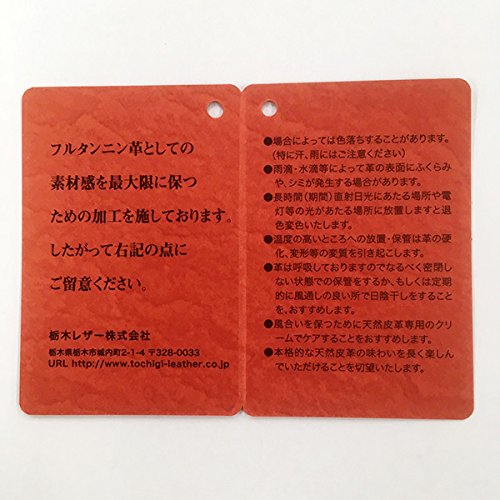 フルタンニン革としての
素材感を最大限に保つ
ための加工を施しております。
したがって右記の点に
ご留意ください。
栃木レザー株式会社
栃木県栃木市城内町2-1-4 〒328-0033
URL http://www.tochigi-leather.co.jp
●場合によっては色落ちすることがあります。
(特に汗、雨にはご注意ください)
●雨滴・水滴等によって革の表面にふくらみ
や、シミが発生する場合があります。
●長時間(期間)直射日光にあたる場所や電
灯等の光があたる場所に放置しますと退
色変色いたします。
●温度の高いところへの放置・保管は革の硬
化、変形等の変質を引き起こします。
●革は呼吸しておりますのでなるべく密閉し
ない状態での保管をするか、もしくは定期
的に風通しの良い所で日陰干しをすること
を、おすすめします。
●風合いを保つために天然皮革専用のクリー
ムでケアすることをおすすめします。
●本格的な天然皮革の味わいを長く楽しん
でいただけることを切望いたします。